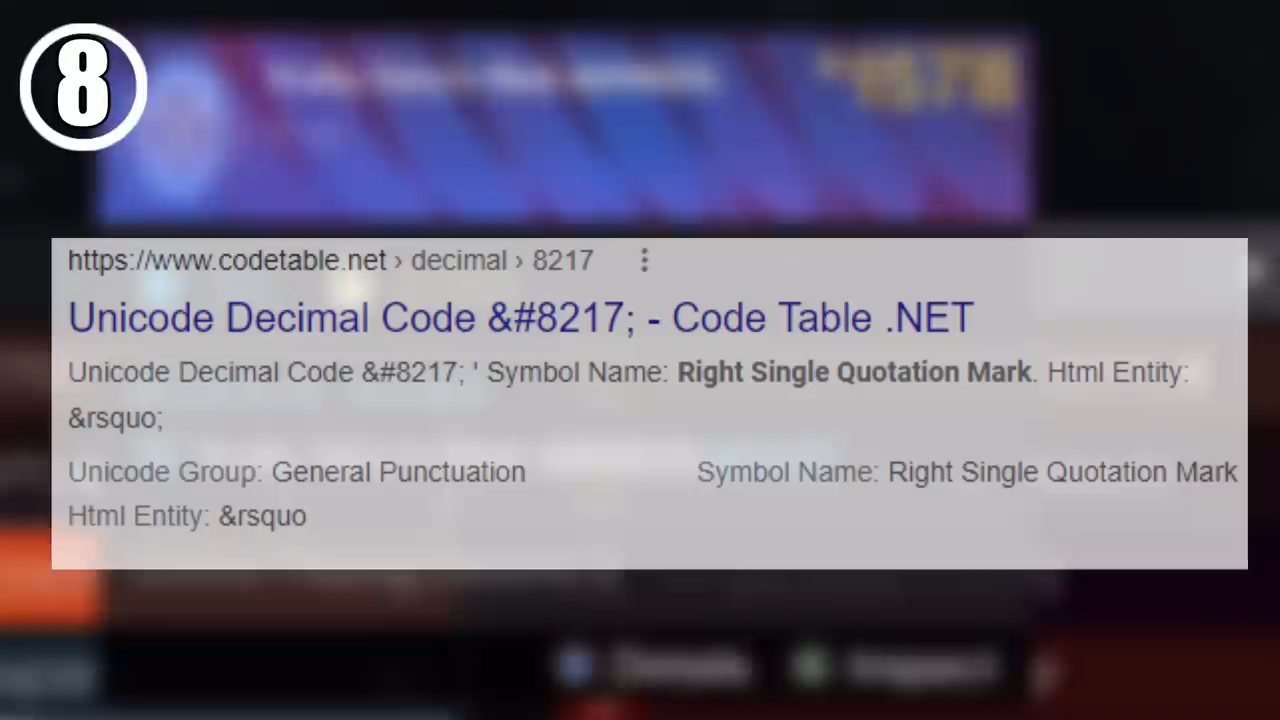 8
https://www.codetable.net › decimal › 8217 ⋮
Unicode Decimal Code &#8217; - Code Table .NET
Unicode Decimal Code &#8217; ' Symbol Name: Right Single Quotation Mark. Html Entity:
&rsquo;
Unicode Group: General Punctuation Symbol Name: Right Single Quotation Mark
Html Entity: &rsquo